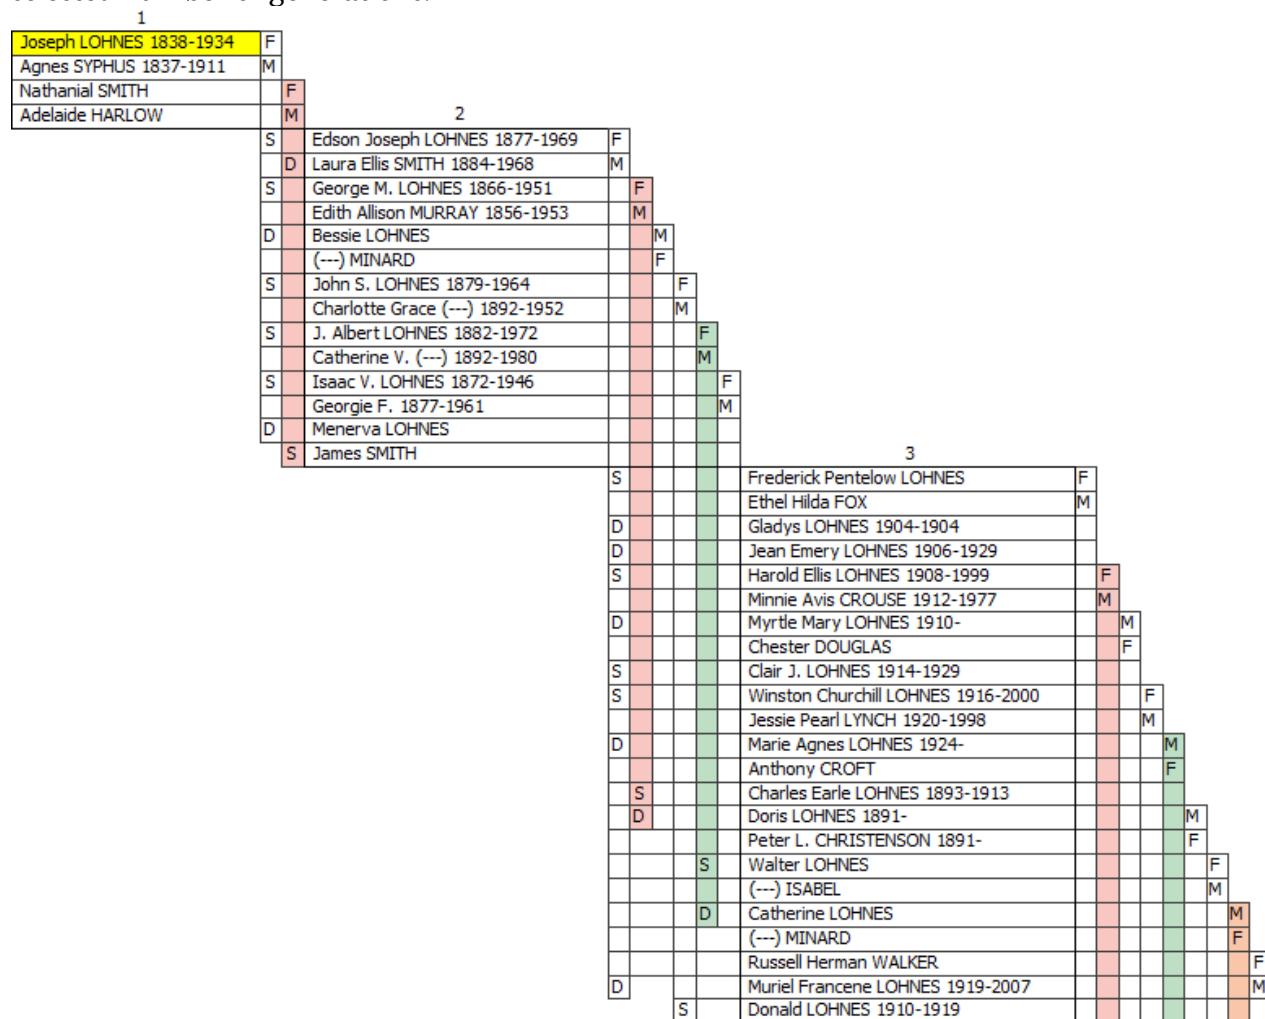 1
Joseph LOHNES 1838-1934 F
Agnes SYPHUS 1837-1911 M
Nathanial SMITH F
Adelaide HARLOW M 2
S Edson Joseph LOHNES 1877-1969 F
D Laura Ellis SMITH 1884-1968 M
S George M. LOHNES 1866-1951 F
Edith Allison MURRAY 1856-1953 M
D Bessie LOHNES M
(---) MINARD F
S John S. LOHNES 1879-1964 F
Charlotte Grace (---) 1892-1952 M
S J. Albert LOHNES 1882-1972 F
Catherine V. (---) 1892-1980 M
S Isaac V. LOHNES 1872-1946 F
Georgie F. 1877-1961 M
D Menerva LOHNES
S James SMITH 3
S Frederick Pentelow LOHNES F
Ethel Hilda FOX M
D Gladys LOHNES 1904-1904
D Jean Emery LOHNES 1906-1929
S Harold Ellis LOHNES 1908-1999 F
Minnie Avis CROUSE 1912-1977 M
D Myrtle Mary LOHNES 1910- M
Chester DOUGLAS F
S Clair J. LOHNES 1914-1929
S Winston Churchill LOHNES 1916-2000 F
Jessie Pearl LYNCH 1920-1998 M
D Marie Agnes LOHNES 1924- M
Anthony CROFT F
S Charles Earle LOHNES 1893-1913
D Doris LOHNES 1891- M
Peter L. CHRISTENSON 1891- F
S Walter LOHNES F
(---) ISABEL M
D Catherine LOHNES M
(---) MINARD F
Russell Herman WALKER F
D Muriel Francene LOHNES 1919-2007 M
S Donald LOHNES 1910-1919